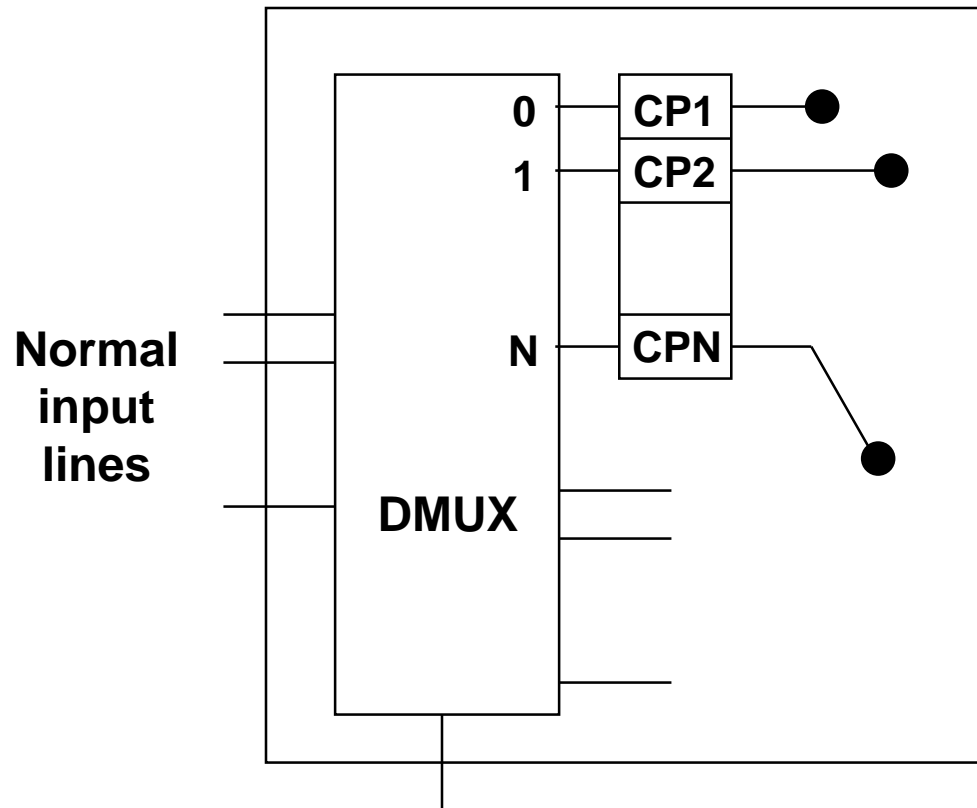 0
CP1
1
CP2
Normal
input
lines
N
CPN
DMUX